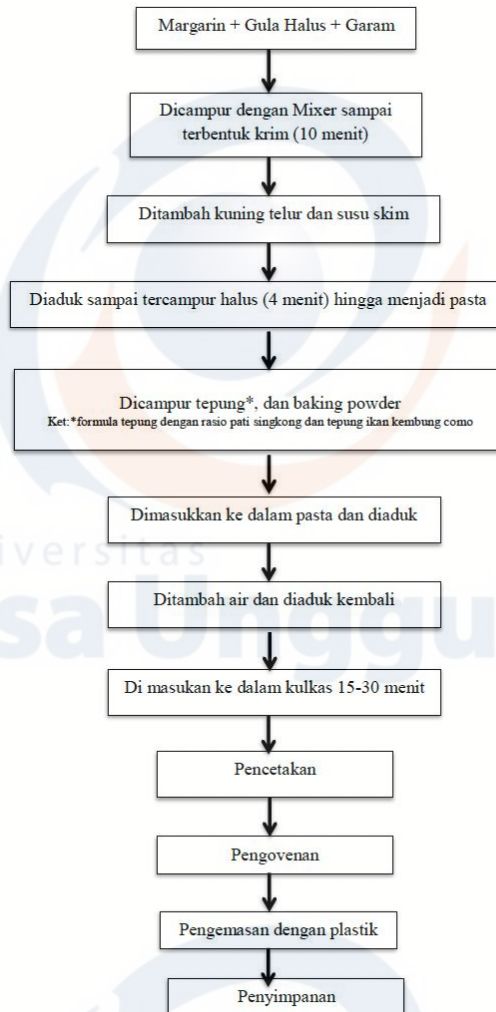 Margarin + Gula Halus + Garam
Dicampur dengan Mixer sampai
terbentuk krim (10 menit)
Ditambah kuning telur dan susu skim
Diaduk sampai tercampur halus (4 menit) hingga menjadi pasta
Dicampur tepung*, dan baking powder
Ket:*formula tepung dengan rasio pati singkong dan tepung ikan kembung como
Dimasukkan ke dalam pasta dan diaduk
iversitas
Ditambah air dan diaduk kembali
sa Unggu
Di masukan ke dalam kulkas 15-30 menit
Pencetakan
Pengovenan
Pengemasan dengan plastik
Penyimpanan